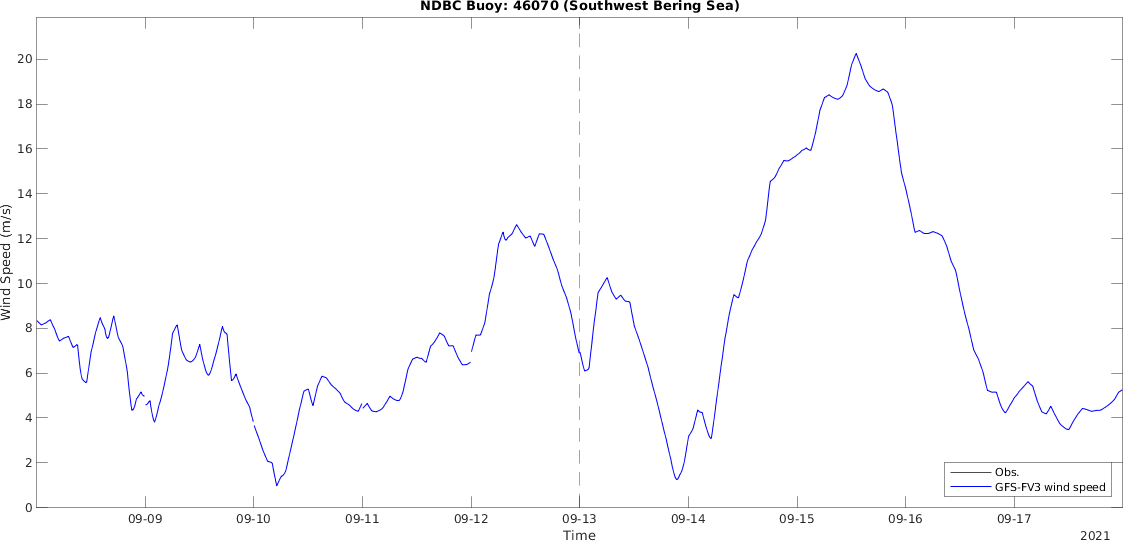 NDBC Buoy: 46070 (Southwest Bering Sea)
Wind Speed (m/s)
20
18
16
14
12
10
8
6
4
2
0
09-09 09-10 09-11 09-12 09-13 09-14 09-15 09-16 09-17
Time
2021
Obs.
GFS-FV3 wind speed